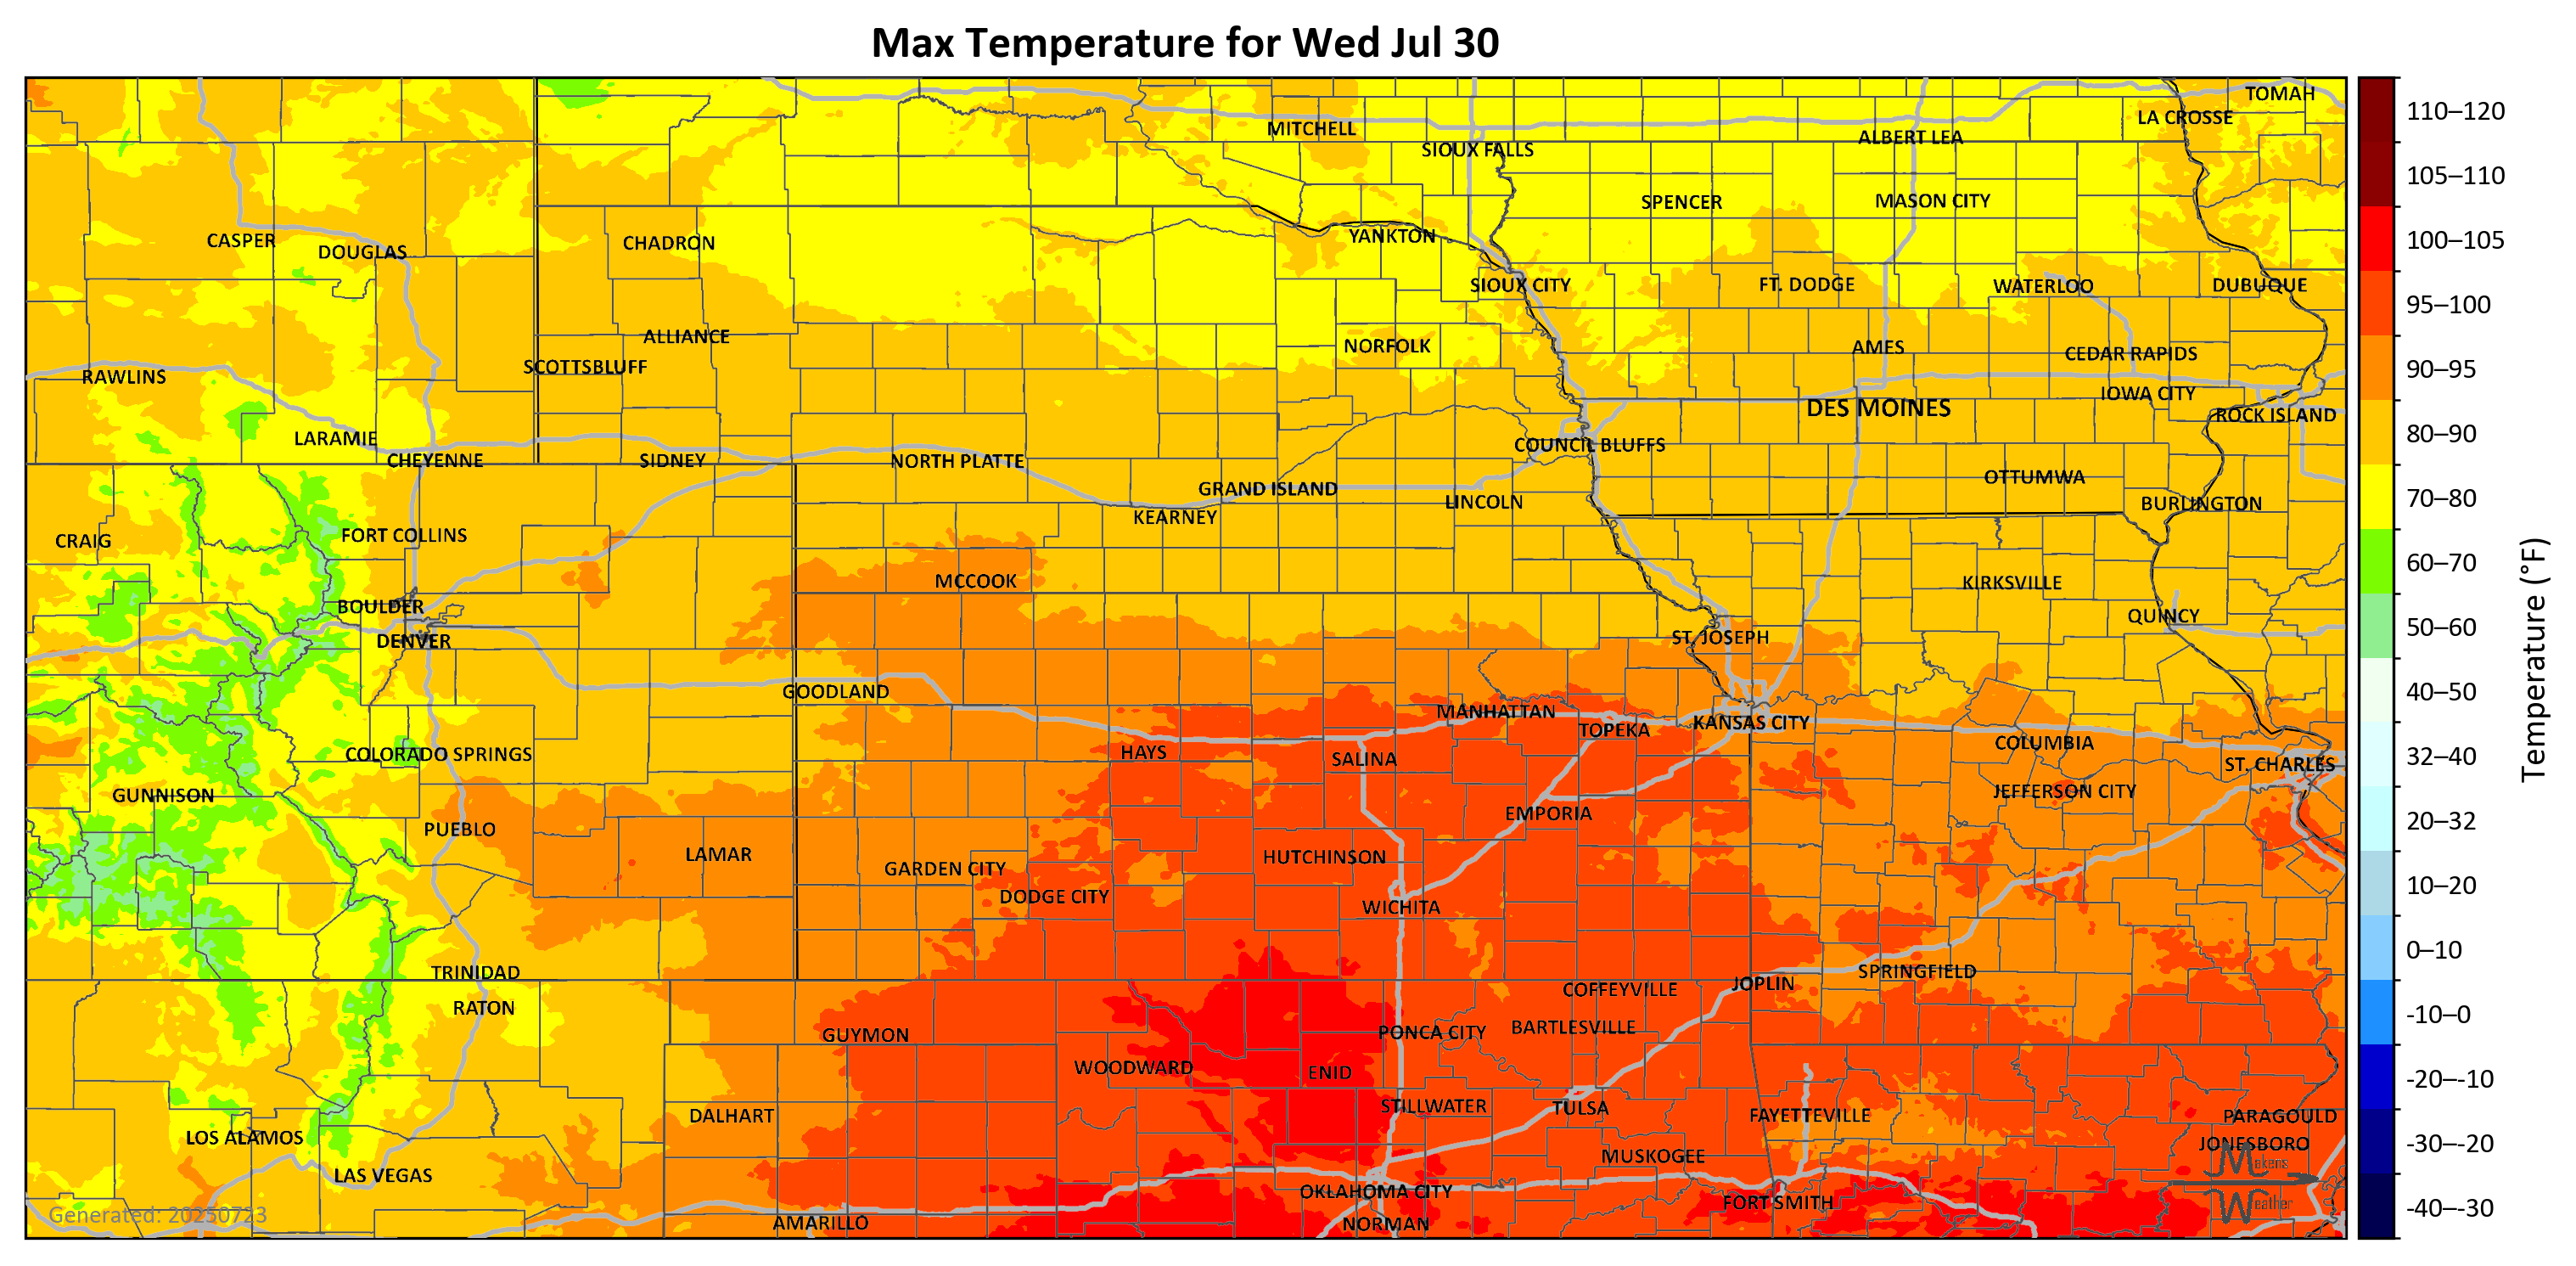 Max Temperature for Wed Jul 30
TOMAH
LA CROSSE
MITCHELL
ALBERT LEA
SIOUX FALLS
SPENCER
MASON CITY
CASPER
DOUGLAS
CHADRON
YANKTON
SIOUX CITY
FT. DODGE
WATERLOO
DUBUQUE
ALLIANCE
NORFOLK
AMES
CEDAR RAPIDS
SCOTTSBLUFF
RAWLINS
IOWA CITY
DES MOINES
ROCK ISLAND
LARAMIE
COUNCIL BLUFFS
CHEYENNE
SIDNEY
NORTH PLATTE
OTTUMWA
GRAND ISLAND
LINCOLN
BURLINGTON
KEARNEY
FORT COLLINS
CRAIG
MCCOOK
KIRKSVILLE
BOULDER
QUINCY
DENVER
ST. JOSEPH
GOODLAND
MANHATTAN
KANSAS CITY
TOPEKA
COLUMBIA
COLORADO SPRINGS
HAYS
SALINA
ST. CHARLES
GUNNISON
JEFFERSON CITY
EMPORIA
PUEBLO
LAMAR
HUTCHINSON
GARDEN CITY
DODGE CITY
WICHITA
TRINIDAD
SPRINGFIELD
JOPLIN
COFFEYVILLE
RATON
BARTLESVILLE
GUYMON
PONCA CITY
WOODWARD
ENID
STILLWATER
TULSA
DALHART
FAYETTEVILLE
PARAGOULD
LOS ALAMOS
JONESBORO
MUSKOGEE
LAS VEGAS
OKLAHOMA CITY
FORT SMITH
AMARILLO
NORMAN
Generated: 20250723
Makens
Weather
110–120
105–110
100–105
95–100
90–95
80–90
70–80
60–70
50–60
40–50
32–40
20–32
10–20
0–10
-10–0
-20–-10
-30–-20
-40–-30
Temperature (°F)